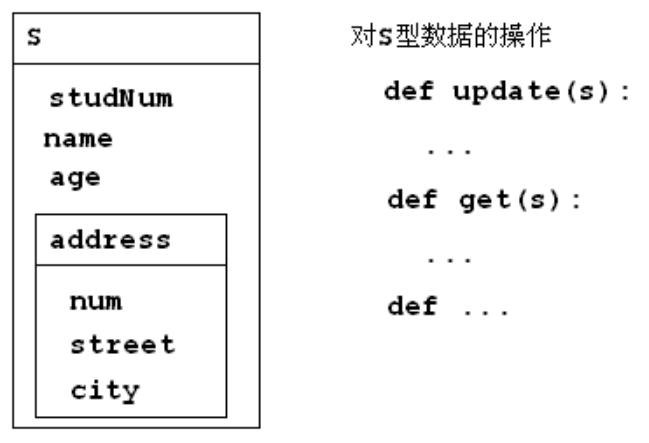 S
studNum
name
age
address
num
street
city
对S型数据的操作
def update(s):
...
def get(s):
...
def ...